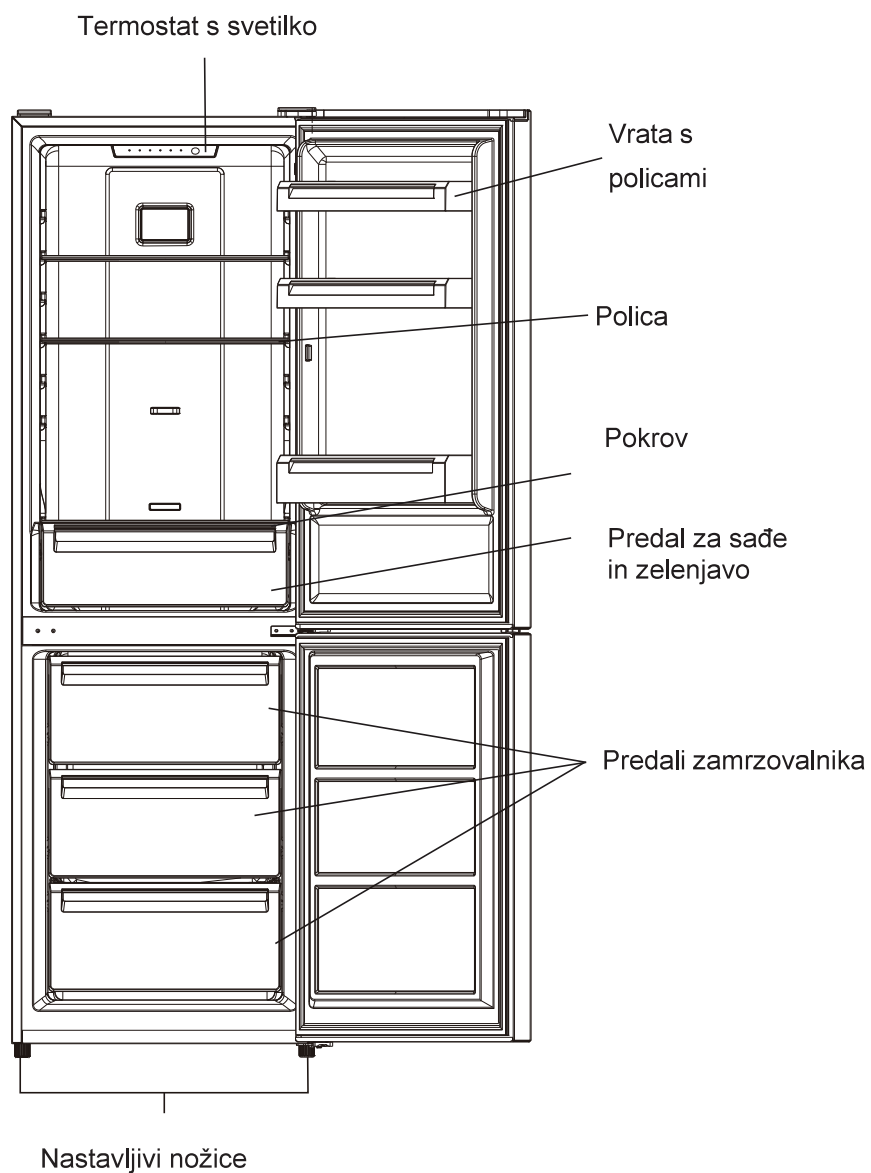 Termostat s svetilko
Vrata s
policami
Polica
Pokrov
Predal za sađe
in zelenjavo
Predali zamrzovalnika
Nastavljivi nožice